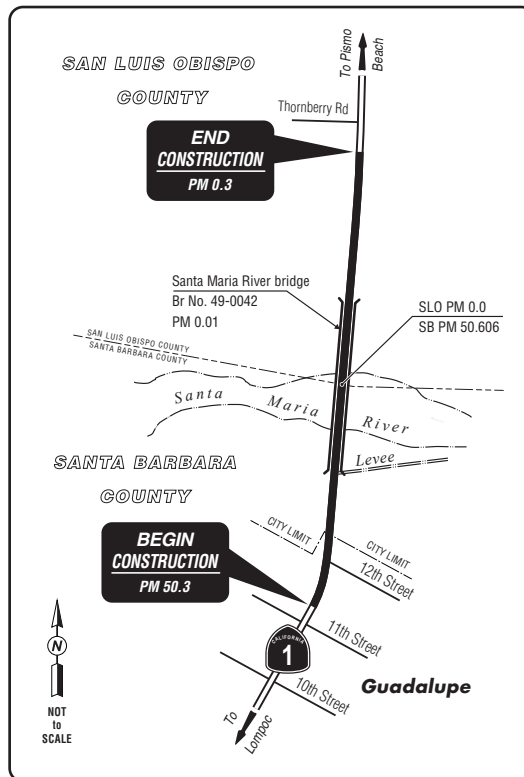 SAN LUIS OBISPO
COUNTY
To Pismo
Beach
Thornberry Rd
END
CONSTRUCTION
PM 0.3
Santa Maria River bridge
Br No. 49-0042
PM 0.01
SLO PM 0.0
SB PM 50.606
SAN LUIS OBISPO COUNTY
SANTA BARBARA COUNTY
Santa Maria River
Levee
SANTA BARBARA
COUNTY
CITY LIMIT
CITY LIMIT
BEGIN
CONSTRUCTION
PM 50.3
12th Street
11th Street
CALIFORNIA
1
10th Street
Guadalupe
N
NOT
to
SCALE
To
Lompoc